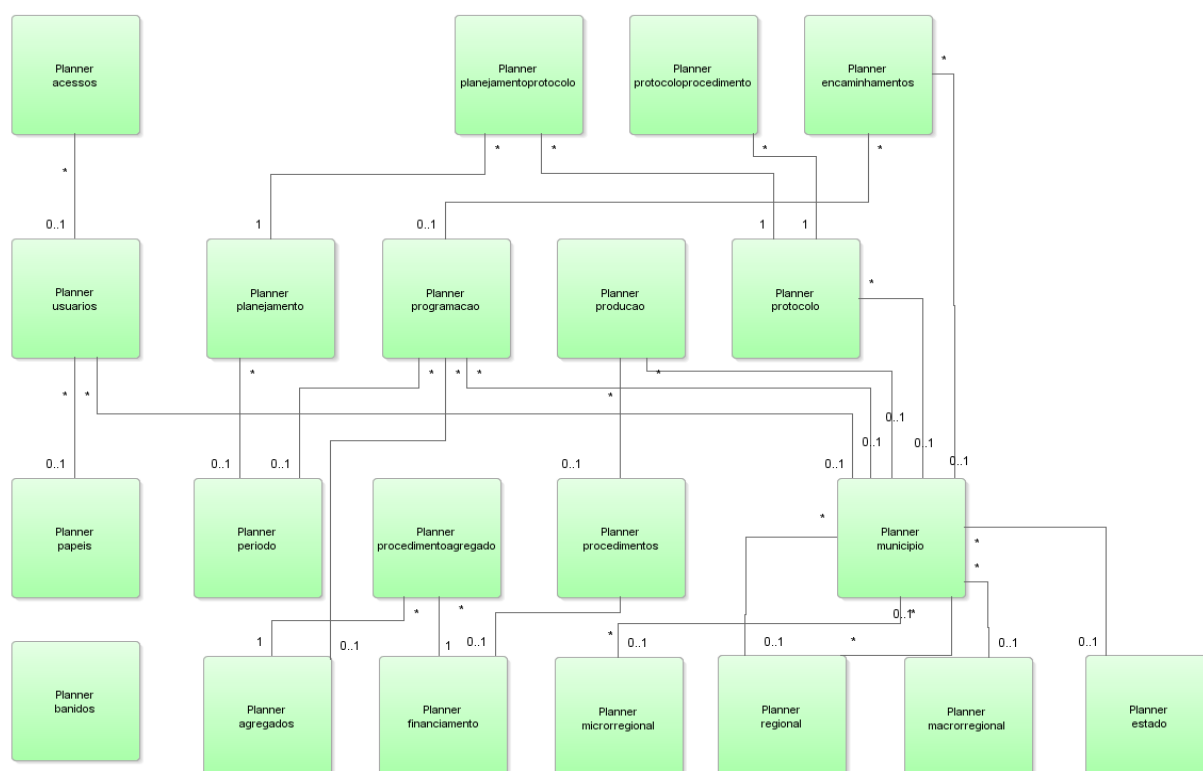 Planner
acessos
Planner
planejamentoprotocolo
Planner
protocoloprocedimento
Planner
encaminhamentos
*
*
*
*
*
*
0..1
1
0..1
1
1
Planner
usuarios
Planner
planejamento
Planner
programacao
Planner
producao
Planner
protocolo
*
*
*
*
*
*
*
*
*
0..1
0..1
0..1
0..1
0..1
0..1
0..1
0..1
0..1
Planner
papeis
Planner
periodo
Planner
procedimentoagregado
Planner
procedimentos
Planner
municipio
*
*
*
*
*
0..1
*
*
*
1
0..1
1
0..1
0..1
0..1
*
0..1
0..1
Planner
banidos
Planner
agregados
Planner
financiamento
Planner
microrregional
Planner
regional
Planner
macrorregional
Planner
estado